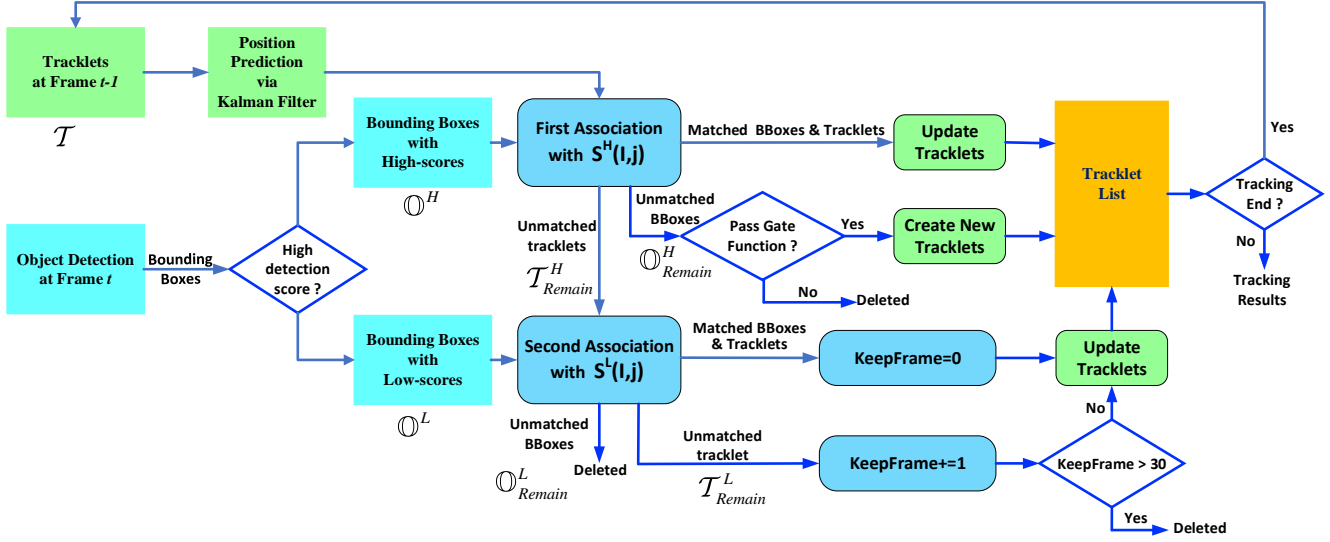 Tracklets
at Frame t-1
𝒯
Position
Prediction
via
Kalman Filter
Object Detection
at Frame t
Bounding
Boxes
High
detection
score ?
Bounding Boxes
with
High-scores
𝕆^H
Bounding Boxes
with
Low-scores
𝕆^L
First Association
with S^H(I,j)
Matched BBoxes & Tracklets
Update
Tracklets
Unmatched
BBoxes
𝕆^H_Remain
Pass Gate
Function ?
Yes
Create New
Tracklets
No
Deleted
Unmatched
tracklets
𝒯^H_Remain
Second Association
with S^L(I,j)
Matched BBoxes
& Tracklets
KeepFrame=0
Update
Tracklets
Unmatched
BBoxes
𝕆^L_Remain
Deleted
Unmatched
tracklet
𝒯^L_Remain
KeepFrame+=1
KeepFrame > 30
No
Yes
Deleted
Tracklet
List
Tracking
End ?
Yes
No
Tracking
Results